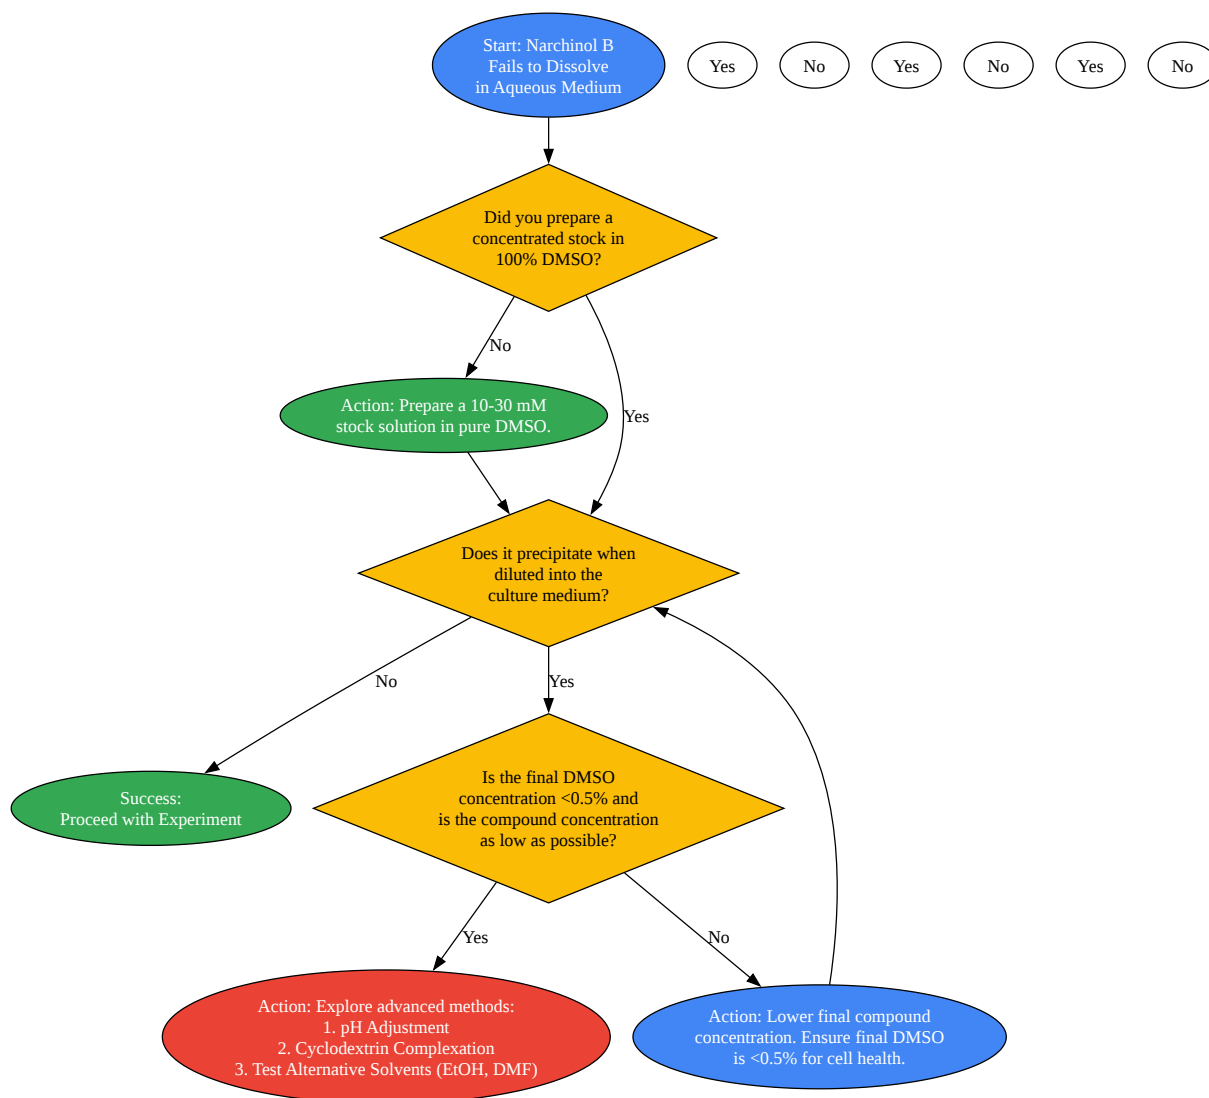 Start: Narchinol B
Fails to Dissolve
in Aqueous Medium
Yes
No
Yes
No
Yes
No
Did you prepare a
concentrated stock in
100% DMSO?
No
Action: Prepare a 10-30 mM
stock solution in pure DMSO.
Yes
Does it precipitate when
diluted into the
culture medium?
No
Yes
Success:
Proceed with Experiment
Is the final DMSO
concentration <0.5% and
is the compound concentration
as low as possible?
Yes
No
Action: Explore advanced methods:
1. pH Adjustment
2. Cyclodextrin Complexation
3. Test Alternative Solvents (EtOH, DMF)
Action: Lower final compound
concentration. Ensure final DMSO
is <0.5% for cell health.